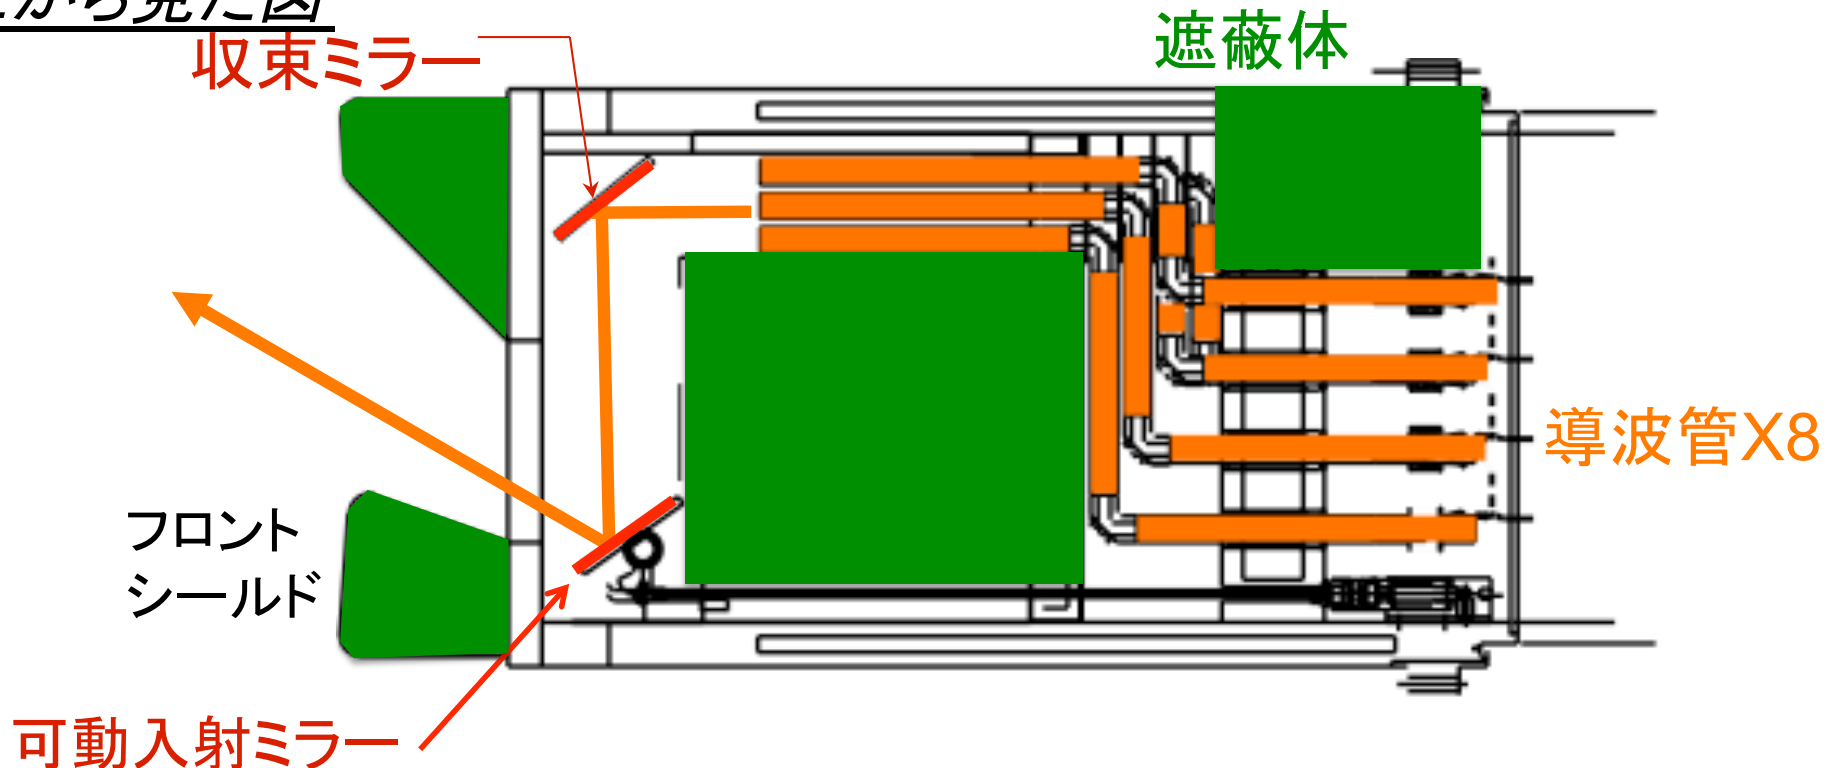 から見た図
収束ミラー
遮蔽体
導波管X8
フロント
シールド
可動入射ミラー